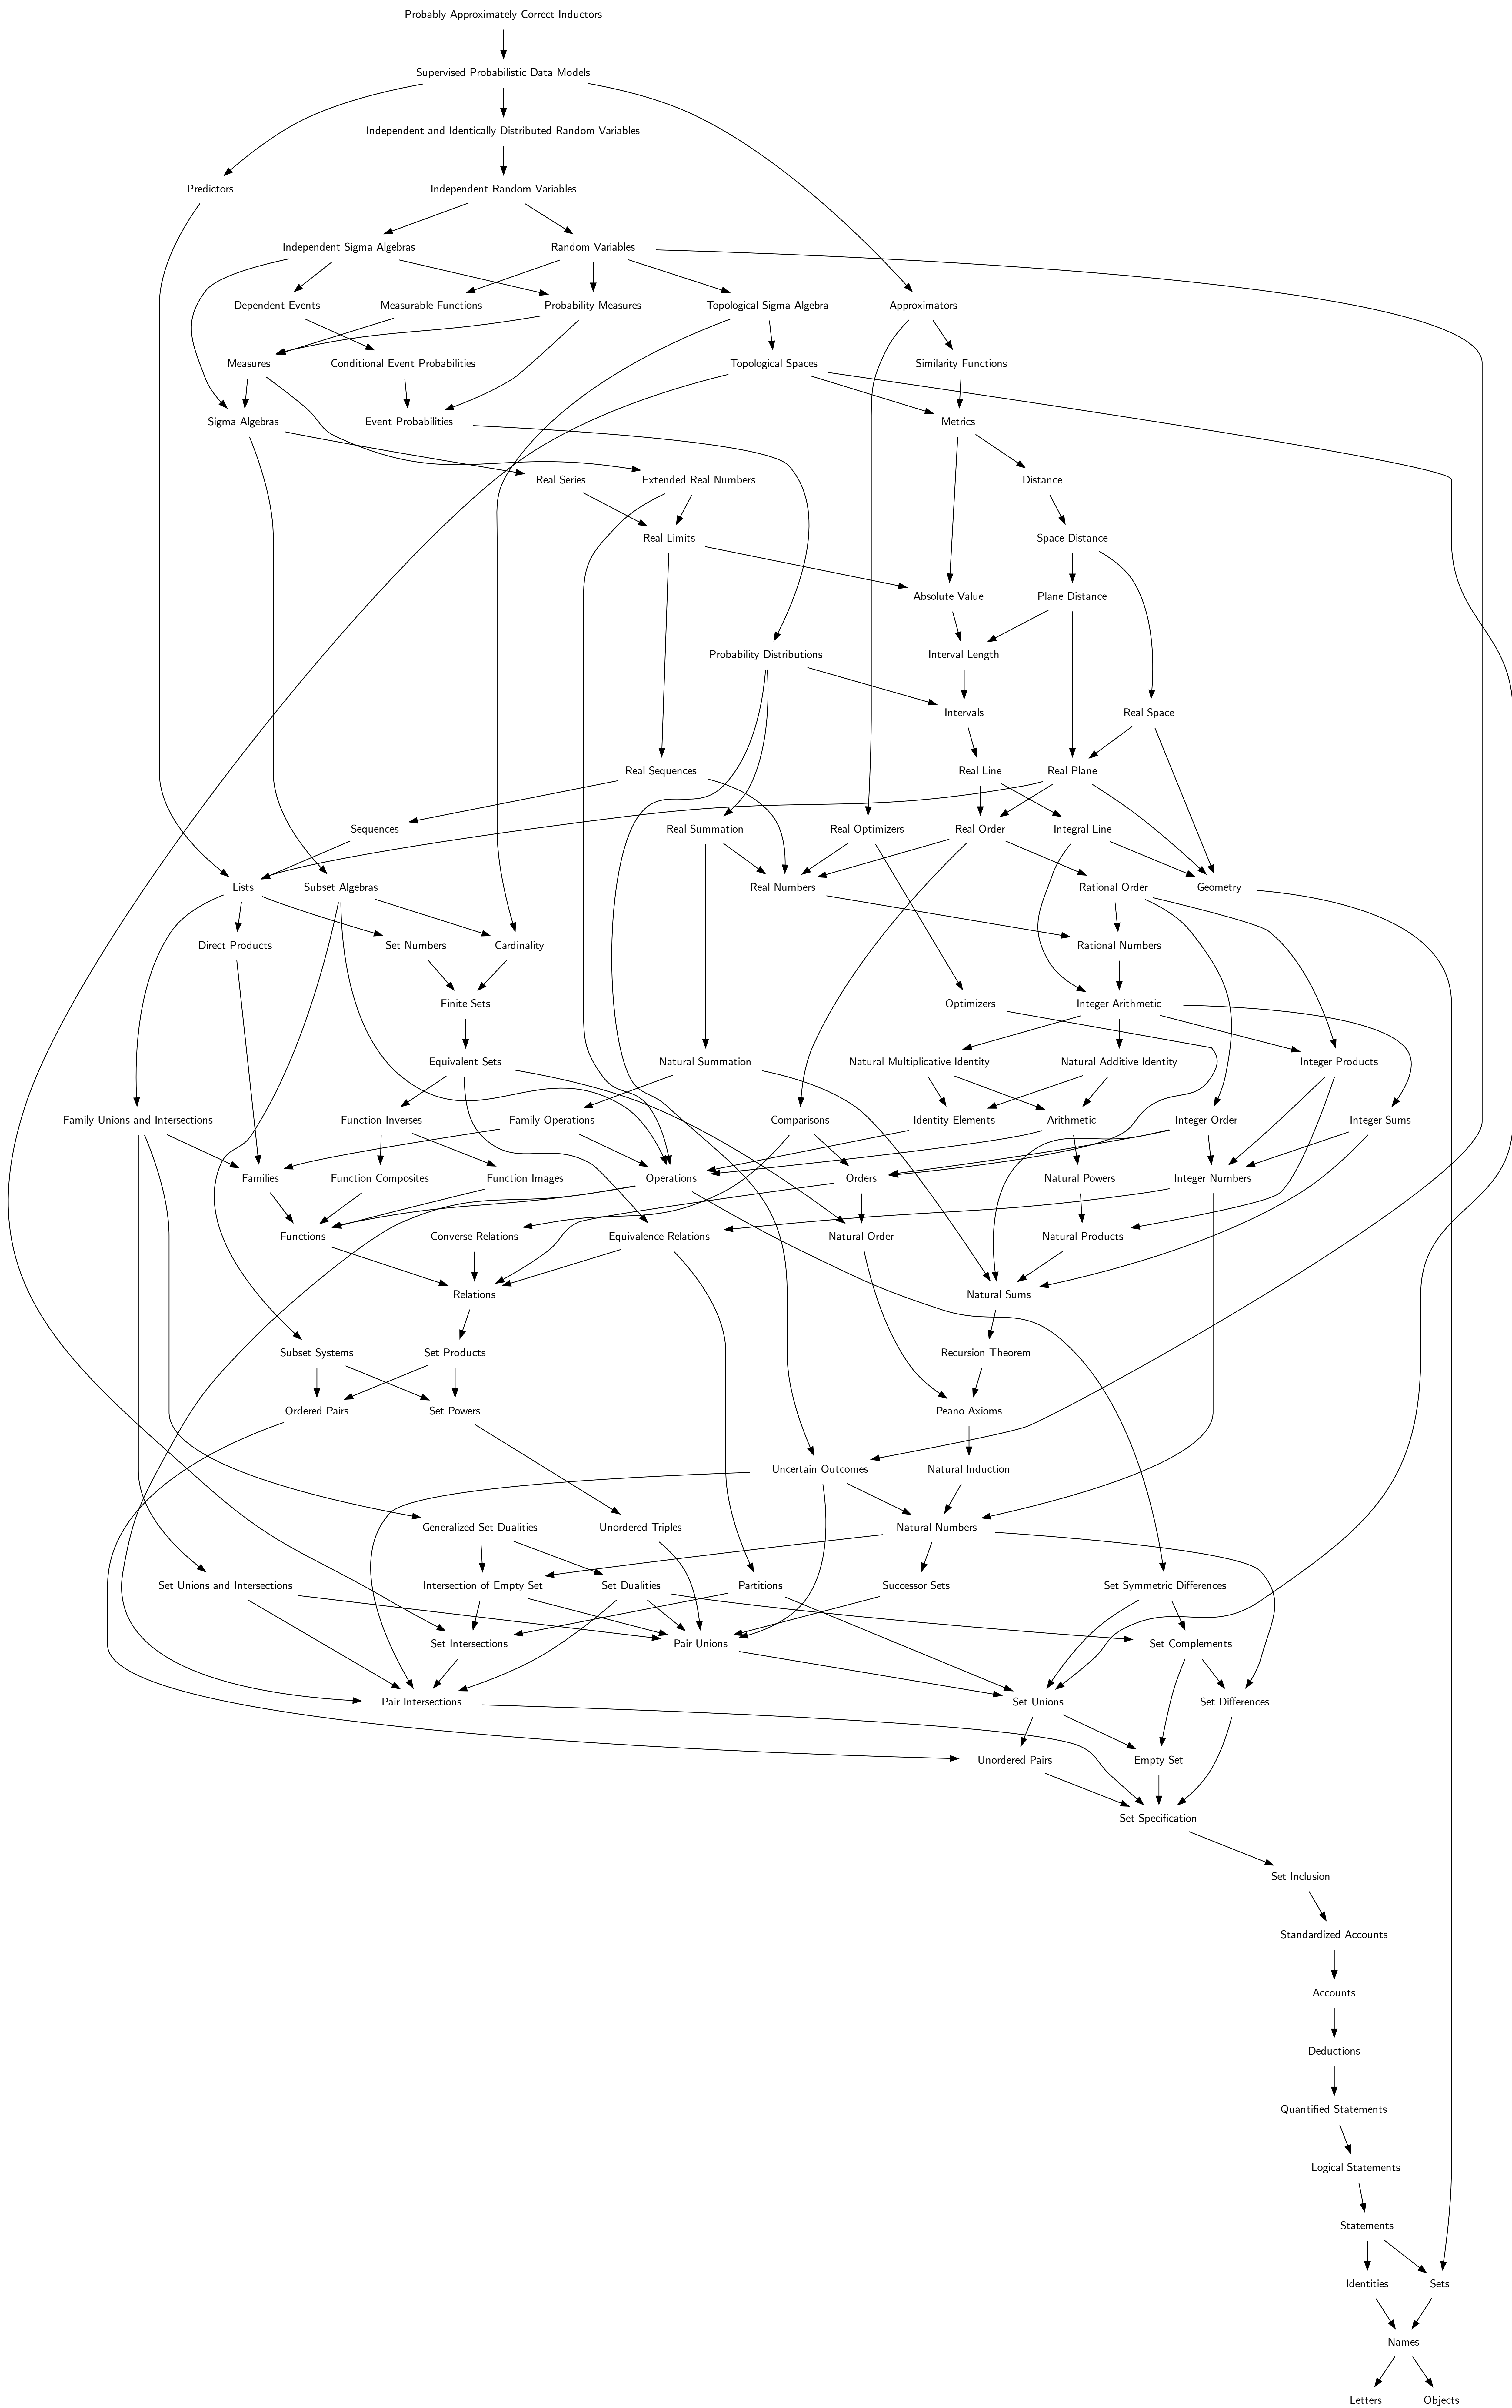 Probably Approximately Correct Inductors
Supervised Probabilistic Data Models
Independent and Identically Distributed Random Variables
Predictors
Independent Random Variables
Independent Sigma Algebras
Random Variables
Dependent Events
Measurable Functions
Probability Measures
Topological Sigma Algebra
Approximators
Measures
Conditional Event Probabilities
Topological Spaces
Similarity Functions
Sigma Algebras
Event Probabilities
Metrics
Real Series
Extended Real Numbers
Distance
Real Limits
Space Distance
Absolute Value
Plane Distance
Probability Distributions
Interval Length
Intervals
Real Space
Real Sequences
Real Line
Real Plane
Sequences
Real Summation
Real Optimizers
Real Order
Integral Line
Lists
Subset Algebras
Real Numbers
Rational Order
Geometry
Direct Products
Set Numbers
Cardinality
Rational Numbers
Finite Sets
Optimizers
Integer Arithmetic
Equivalent Sets
Natural Summation
Natural Multiplicative Identity
Natural Additive Identity
Integer Products
Family Unions and Intersections
Function Inverses
Family Operations
Comparisons
Identity Elements
Arithmetic
Integer Order
Integer Sums
Families
Function Composites
Function Images
Operations
Orders
Natural Powers
Integer Numbers
Functions
Converse Relations
Equivalence Relations
Natural Order
Natural Products
Relations
Natural Sums
Subset Systems
Set Products
Recursion Theorem
Ordered Pairs
Set Powers
Peano Axioms
Uncertain Outcomes
Natural Induction
Generalized Set Dualities
Unordered Triples
Natural Numbers
Set Unions and Intersections
Intersection of Empty Set
Set Dualities
Partitions
Successor Sets
Set Symmetric Differences
Set Intersections
Pair Unions
Set Complements
Pair Intersections
Set Unions
Set Differences
Unordered Pairs
Empty Set
Set Specification
Set Inclusion
Standardized Accounts
Accounts
Deductions
Quantified Statements
Logical Statements
Statements
Identities
Sets
Names
Letters
Objects